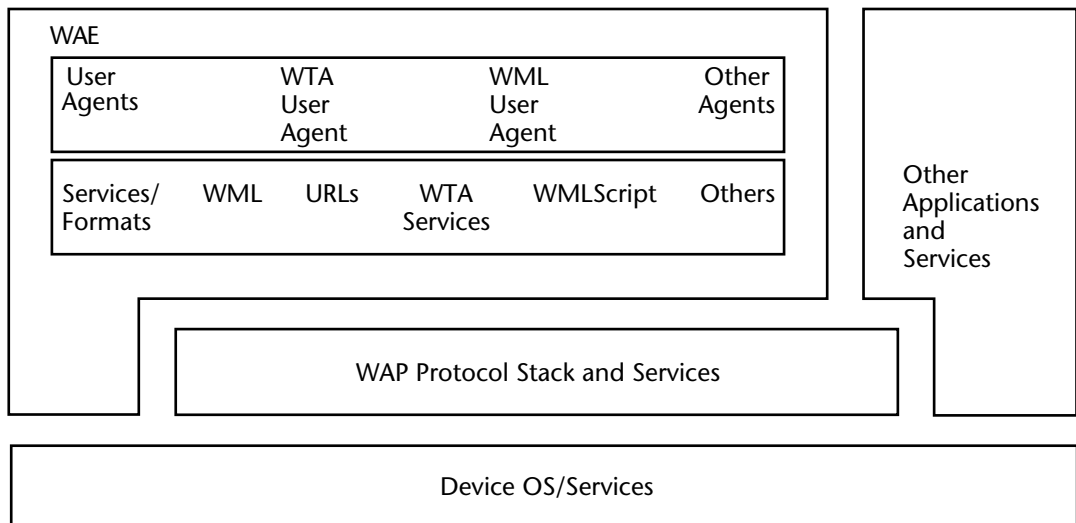 WAE
User
Agents
WTA
User
Agent
WML
User
Agent
Other
Agents
Services/
Formats
WML
URLs
WTA
Services
WMLScript
Others
Other
Applications
and
Services
WAP Protocol Stack and Services
Device OS/Services